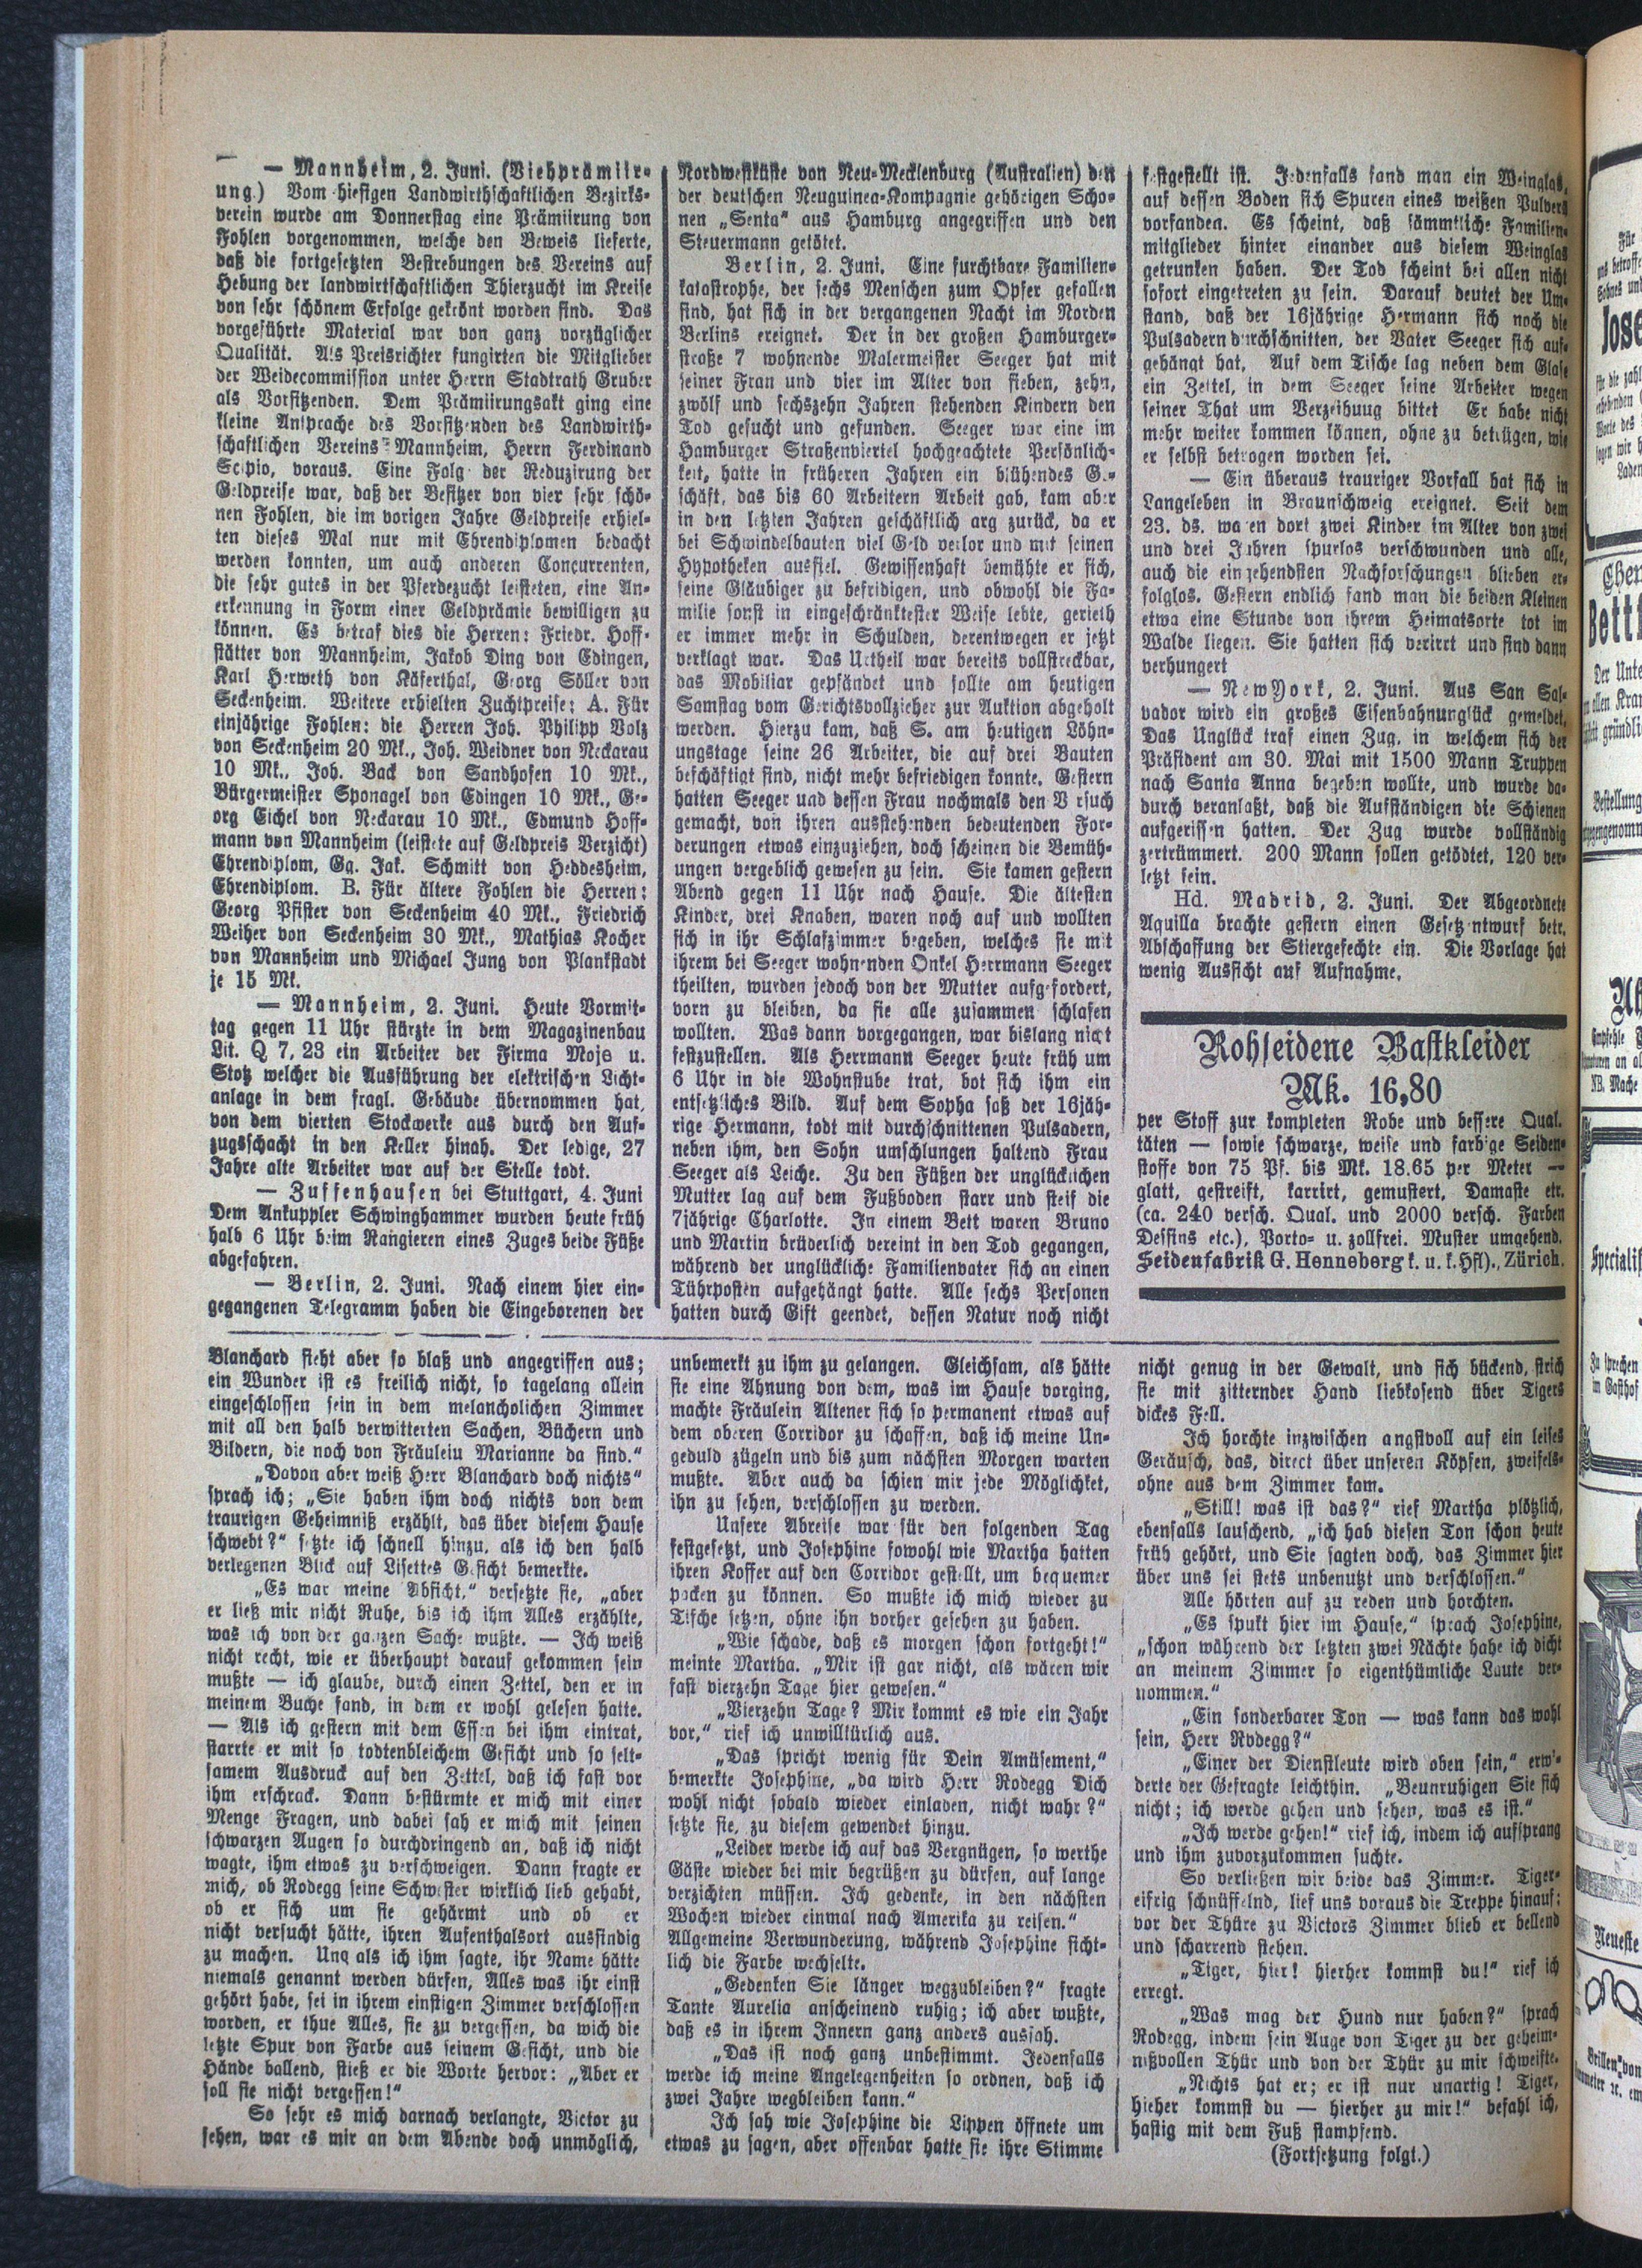 — Mannheim, 2. Juni. (Viehprämiir-
ung.) Vom hiesigen Landwirthschaftlichen Bezirks-
verein wurde am Donnerstag eine Prämiirung von
Fohlen vorgenommen, welche den Beweis lieferte,
daß die fortgesetzten Bestrebungen des Vereins auf
Hebung der landwirtschaftlichen Thierzucht im Kreise
von sehr schönem Erfolge gekrönt worden sind. Das
vorgeführte Material war von ganz vorzüglicher
Qualität. Als Preisrichter fungirten die Mitglieder
der Weidecommission unter Herrn Stadtrath Gruber
als Vorsitzenden. Dem Prämiirungsakt ging eine
kleine Ansprache des Vorsitzenden des Landwirth-
schaftlichen Vereins Mannheim, Herrn Ferdinand
Scipio, voraus. Eine Folg der Reduzirung der
Geldpreise war, daß der Besitzer von vier sehr schö-
nen Fohlen, die im vorigen Jahre Geldpreise erhiel-
ten dieses Mal nur mit Ehrendiplomen bedacht
werden konnten, um auch anderen Concurrenten,
die sehr gutes in der Pferdezucht leisteten, eine An-
erkennung in Form einer Geldprämie bewilligen zu
können. Es betraf dies die Herren: Friedr. Hoff-
stätter von Mannheim, Jakob Ding von Edingen,
Karl Herweth von Käferthal, Georg Söller von
Seckenheim. Weitere erhielten Zuchtpreise: A. Für
einjährige Fohlen: die Herren Joh. Philipp Volz
von Seckenheim 20 Mk., Joh. Weidner von Neckarau
10 Mk., Joh. Back von Sandhofen 10 Mk.,
Bürgermeister Sponagel von Edingen 10 Mk., Ge-
org Eichel von Neckarau 10 Mk., Edmund Hoff-
mann von Mannheim (leistete auf Geldpreis Verzicht)
Ehrendiplom, Gg. Jak. Schmitt von Heddesheim,
Ehrendiplom. B. Für ältere Fohlen die Herren:
Georg Pfister von Seckenheim 40 Mk., Friedrich
Weiher von Seckenheim 30 Mk., Mathias Kocher
von Mannheim und Michael Jung von Plankstadt
je 15 Mk.
— Mannheim, 2. Juni. Heute Vormit-
tag gegen 11 Uhr stürzte in dem Magazinenbau
Lit. Q 7, 23 ein Arbeiter der Firma Mojs u.
Stotz welcher die Ausführung der elektrischen Licht-
anlage in dem fragl. Gebäude übernommen hat,
von dem vierten Stockwerke aus durch den Auf-
zugsschacht in den Keller hinab. Der ledige, 27
Jahre alte Arbeiter war auf der Stelle todt.
— Zuffenhausen bei Stuttgart, 4. Juni
Dem Ankuppler Schwinghammer wurden heute früh
halb 6 Uhr beim Rangieren eines Zuges beide Füße
abgefahren.
— Berlin, 2. Juni. Nach einem hier ein-
gegangenen Telegramm haben die Eingeborenen der
Nordwestküste von Neu-Mecklenburg (Australien) den
der deutschen Neuguinea-Kompagnie gehörigen Scho-
nen „Senta“ aus Hamburg angegriffen und den
Steuermann getötet.
Berlin, 2. Juni. Eine furchtbare Familien-
katastrophe, der sechs Menschen zum Opfer gefallen
sind, hat sich in der vergangenen Nacht im Norden
Berlins ereignet. Der in der großen Hamburger-
straße 7 wohnende Malermeister Seeger hat mit
seiner Frau und vier im Alter von sieben, zehn,
zwölf und sechszehn Jahren stehenden Kindern den
Tod gesucht und gefunden. Seeger war eine im
Hamburger Straßenviertel hochgeachtete Persönlich-
keit, hatte in früheren Jahren ein blühendes Ge-
schäft, das bis 60 Arbeitern Arbeit gab, kam aber
in den letzten Jahren geschäftlich arg zurück, da er
bei Schwindelbauten viel Geld verlor und mit seinen
Hypotheken ausfiel. Gewissenhaft bemühte er sich,
seine Gläubiger zu befridigen, und obwohl die Fa-
milie sonst in eingeschränktester Weise lebte, gerieth
er immer mehr in Schulden, derentwegen er jetzt
verklagt war. Das Urtheil war bereits vollstreckbar,
das Mobiliar gepfändet und sollte am heutigen
Samstag vom Gerichtsvollzieher zur Auktion abgeholt
werden. Hierzu kam, daß S. am heutigen Löhn-
ungstage seine 26 Arbeiter, die auf drei Bauten
beschäftigt sind, nicht mehr befriedigen konnte. Gestern
hatten Seeger und dessen Frau nochmals den V rsuch
gemacht, von ihren ausstehenden bedeutenden For-
derungen etwas einzuziehen, doch scheinen die Bemüh-
ungen vergeblich gewesen zu sein. Sie kamen gestern
Abend gegen 11 Uhr nach Hause. Die ältesten
Kinder, drei Knaben, waren noch auf und wollten
sich in ihr Schlafzimmer begeben, welches sie mit
ihrem bei Seeger wohnenden Onkel Herrmann Seeger
theilten, wurden jedoch von der Mutter aufgefordert,
vorn zu bleiben, da sie alle zusammen schlafen
wollten. Was dann vorgegangen, war bislang nicht
festzustellen. Als Herrmann Seeger heute früh um
6 Uhr in die Wohnstube trat, bot sich ihm ein
entsetzliches Bild. Auf dem Sopha saß der 16jäh-
rige Hermann, todt mit durchschnittenen Pulsadern,
neben ihm, den Sohn umschlungen haltend Frau
Seeger als Leiche. Zu den Füßen der unglücklichen
Mutter lag auf dem Fußboden starr und steif die
7jährige Charlotte. In einem Bett waren Bruno
und Martin brüderlich vereint in den Tod gegangen,
während der unglückliche Familienvater sich an einen
Tührposten aufgehängt hatte. Alle sechs Personen
hatten durch Gift geendet, dessen Natur noch nicht
festgestellt ist. Jedenfalls fand man ein Weinglas,
auf dessen Boden sich Spuren eines weißen Pulvers
vorfanden. Es scheint, daß sämmtliche Familien-
mitglieder hinter einander aus diesem Weinglas
getrunken haben. Der Tod scheint bei allen nicht
sofort eingetreten zu sein. Darauf deutet der Um-
stand, daß der 16jährige Hermann sich noch die
Pulsadern durchschnitten, der Vater Seeger sich auf-
gehängt hat. Auf dem Tische lag neben dem Glase
ein Zettel, in dem Seeger seine Arbeiter wegen
seiner That um Verzeihuug bittet Er habe nicht
mehr weiter kommen können, ohne zu betrügen, wie
er selbst betrogen worden sei.
— Ein überaus trauriger Vorfall hat sich in
Langeleben in Braunschweig ereignet. Seit dem
23. ds. waren dort zwei Kinder im Alter von zwei
und drei Jahren spurlos verschwunden und alle,
auch die eingehendsten Nachforschungen blieben er-
folglos. Gestern endlich fand man die beiden Kleinen
etwa eine Stunde von ihrem Heimatsorte tot im
Walde liegen. Sie hatten sich verirrt und sind dann
verhungert
— NewYork, 2. Juni. Aus San Sal-
vador wird ein großes Eisenbahnunglück gemeldet.
Das Unglück traf einen Zug, in welchem sich der
Präsident am 30. Mai mit 1500 Mann Truppen
nach Santa Anna begeben wollte, und wurde da-
durch veranlaßt, daß die Aufständigen die Schienen
aufgerissen hatten. Der Zug wurde vollständig
zertrümmert. 200 Mann sollen getödtet, 120 ver-
letzt sein.
Hd. Madrid, 2. Juni. Der Abgeordnete
Aquilla brachte gestern einen Gesetzentwurf betr.
Abschaffung der Stiergefechte ein. Die Vorlage hat
wenig Aussicht auf Aufnahme.
Rohseidene Bastkleider
Mk. 16,80
per Stoff zur kompleten Robe und bessere Qual.
täten — sowie schwarze, weise und farbige Seiden-
stoffe von 75 Pf. bis Mk. 18.65 per Meter —
glatt, gestreift, karrirt, gemustert, Damaste etr.
(ca. 240 versch. Qual. und 2000 versch. Farben
Dessins etc.), Porto- u. zollfrei. Muster umgehend.
Seidenfabrik G. Henneberg k. u. k. Hfl)., Zürich.
Blanchard sieht aber so blaß und angegriffen aus;
ein Wunder ist es freilich nicht, so tagelang allein
eingeschlossen sein in dem melancholichen Zimmer
mit all den halb verwitterten Sachen, Büchern und
Bildern, die noch von Fräuleiu Marianne da sind.“
„Davon aber weiß Herr Blanchard doch nichts“
sprach ich; „Sie haben ihm doch nichts von dem
traurigen Geheimniß erzählt, das über diesem Hause
schwebt?“ setzte ich schnell hinzu, als ich den halb
verlegenen Blick auf Lisettes Gesicht bemerkte.
„Es war meine Absicht,“ versetzte sie, „aber
er ließ mir nicht Ruhe, bis ich ihm Alles erzählte,
was ich von der ganzen Sache wußte. — Ich weiß
nicht recht, wie er überhaupt darauf gekommen sein
mußte — ich glaube, durch einen Zettel, den er in
meinem Buche fand, in dem er wohl gelesen hatte.
— Als ich gestern mit dem Essen bei ihm eintrat,
starrte er mit so todtenbleichem Gesicht und so selt-
samem Ausdruck auf den Zettel, daß ich fast vor
ihm erschrack. Dann bestürmte er mich mit einer
Menge Fragen, und dabei sah er mich mit seinen
schwarzen Augen so durchdringend an, daß ich nicht
wagte, ihm etwas zu verschweigen. Dann fragte er
mich, ob Rodegg seine Schwester wirklich lieb gehabt,
ob er sich um sie gehärmt und ob er
nicht versucht hätte, ihren Aufenthalsort ausfindig
zu machen. Unq als ich ihm sagte, ihr Name hätte
niemals genannt werden dürfen, Alles was ihr einst
gehört habe, sei in ihrem einstigen Zimmer verschlossen
worden, er thue Alles, sie zu vergessen, da wich die
letzte Spur von Farbe aus seinem Gesicht, und die
Hände ballend, stieß er die Worte hervor: „Aber er
soll sie nicht vergessen!“
So sehr es mich darnach verlangte, Victor zu
sehen, war es mir an dem Abende doch unmöglich,
unbemerkt zu ihm zu gelangen. Gleichsam, als hätte
sie eine Ahnung von dem, was im Hause vorging,
machte Fräulein Altener sich so permanent etwas auf
dem oberen Corridor zu schaffen, daß ich meine Un-
geduld zügeln und bis zum nächsten Morgen warten
mußte. Aber auch da schien mir jede Möglichket,
ihn zu sehen, verschlossen zu werden.
Unsere Abreise war für den folgenden Tag
festgesetzt, und Josephine sowohl wie Martha hatten
ihren Koffer auf den Corridor gestellt, um bequemer
packen zu können. So mußte ich mich wieder zu
Tische setzen, ohne ihn vorher gesehen zu haben.
„Wie schade, daß es morgen schon fortgeht!“
meinte Martha. „Mir ist gar nicht, als wären wir
fast vierzehn Tage hier gewesen.“
„Vierzehn Tage? Mir kommt es wie ein Jahr
vor,“ rief ich unwillkürlich aus.
„Das spricht wenig für Dein Amüsement,“
bemerkte Josephine, „da wird Herr Rodegg Dich
wohl nicht sobald wieder einladen, nicht wahr?“
setzte sie, zu diesem gewendet hinzu.
„Leider werde ich auf das Vergnügen, so werthe
Gäste wieder bei mir begrüßen zu dürfen, auf lange
verzichten müssen. Ich gedenke, in den nächsten
Wochen wieder einmal nach Amerika zu reisen.“
Allgemeine Verwunderung, während Josephine sicht-
lich die Farbe wechselte.
„Gedenken Sie länger wegzubleiben?“ fragte
Tante Aurelia anscheinend ruhig; ich aber wußte,
daß es in ihrem Innern ganz anders aussah.
„Das ist noch ganz unbestimmt. Jedenfalls
werde ich meine Angelegenheiten so ordnen, daß ich
zwei Jahre wegbleiben kann.“
Ich sah wie Josephine die Lippen öffnete um
etwas zu sagen, aber offenbar hatte sie ihre Stimme
nicht genug in der Gewalt, und sich bückend, strich
sie mit zitternder Hand liebkosend über Tigers
dickes Fell.
Ich horchte inzwischen angstvoll auf ein leises
Geräusch, das, direct über unseren Köpfen, zweifels-
ohne aus dem Zimmer kam.
„Still! was ist das?“ rief Martha plötzlich,
ebenfalls lauschend, „ich hab diesen Ton schon heute
früh gehört, und Sie sagten doch, das Zimmer hier
über uns sei stets unbenutzt und verschlossen.“
Alle hörten auf zu reden und horchten.
„Es spukt hier im Hause,“ sprach Josephine,
„schon während der letzten zwei Nächte habe ich dicht
an meinem Zimmer so eigenthümliche Laute ver-
nommen.“
„Ein sonderbarer Ton — was kann das wohl
sein, Herr Rodegg?“
„Einer der Dienstleute wird oben sein,“ erwi-
derte der Gefragte leichthin. „Beunruhigen Sie sich
nicht; ich werde gehen und sehen, was es ist.“
„Ich werde gehen!“ rief ich, indem ich aufsprang
und ihm zuvorzukommen suchte.
So verließen wir beide das Zimmer. Tiger-
eifrig schnüffelnd, lief uns voraus die Treppe hinauf;
vor der Thüre zu Victors Zimmer blieb er bellend
und scharrend stehen.
„Tiger, hier! hierher kommst du!“ rief ich
erregt.
„Was mag der Hund nur haben?“ sprach
Rodegg, indem sein Auge von Tiger zu der geheim-
nißvollen Thür und von der Thür zu mir schweifte.
„Nichts hat er; er ist nur unartig! Tiger,
hieher kommst du — hierher zu mir!“ befahl ich,
hastig mit dem Fuß stampfend.
(Fortsetzung folgt.)